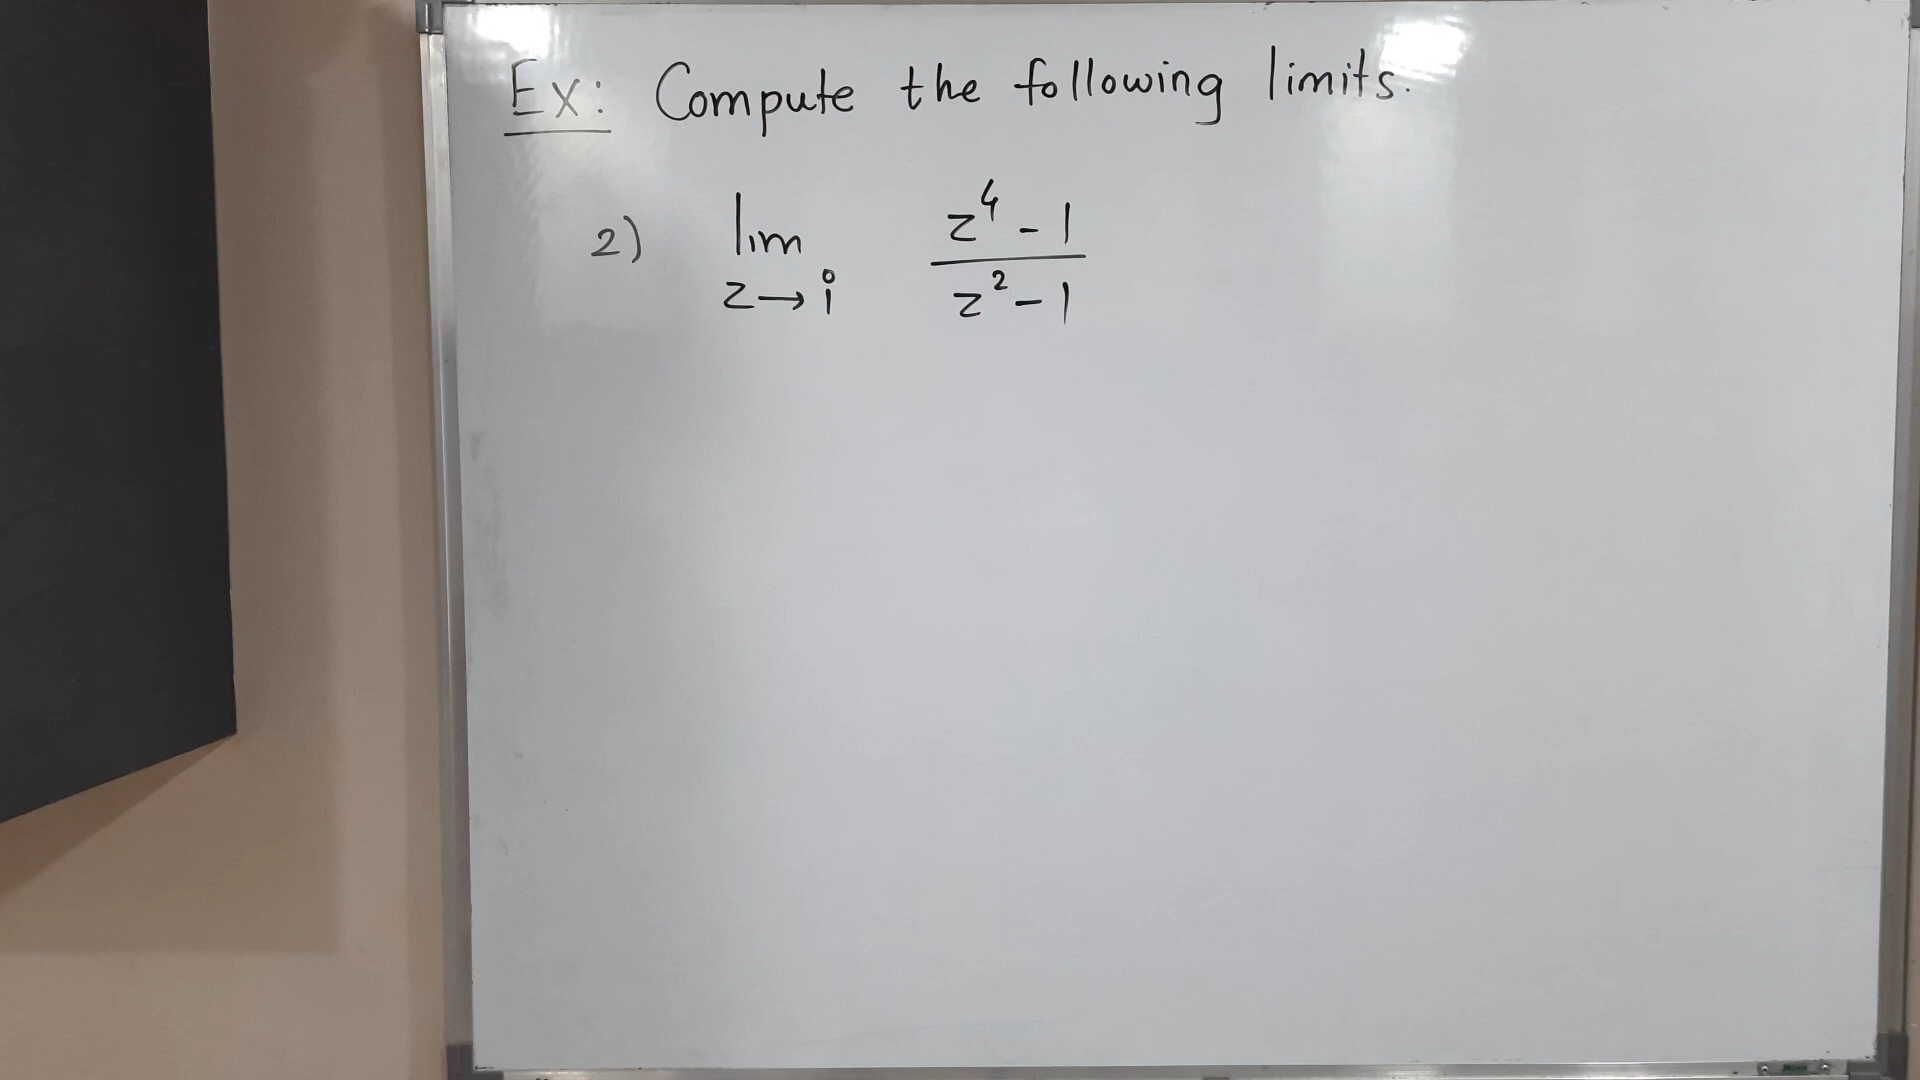 Ex: Compute the following limits.
2) lim z→i (z⁴ - 1)/(z² - 1)